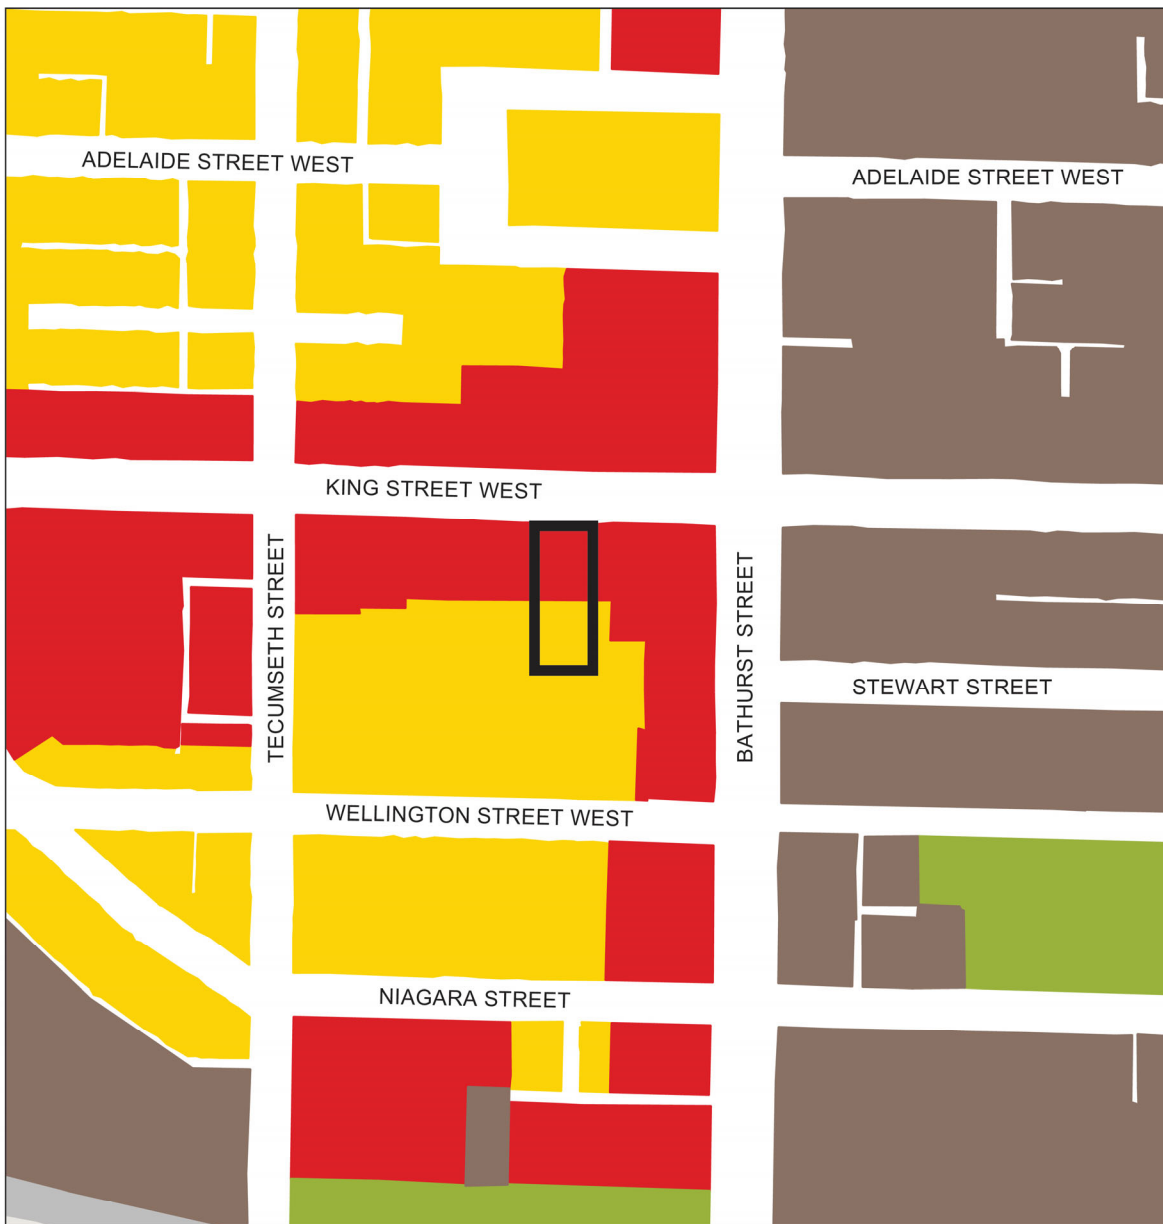 ADELAIDE STREET WEST
ADELAIDE STREET WEST
KING STREET WEST
TECUMSETH STREET
BATHURST STREET
STEWART STREET
WELLINGTON STREET WEST
NIAGARA STREET